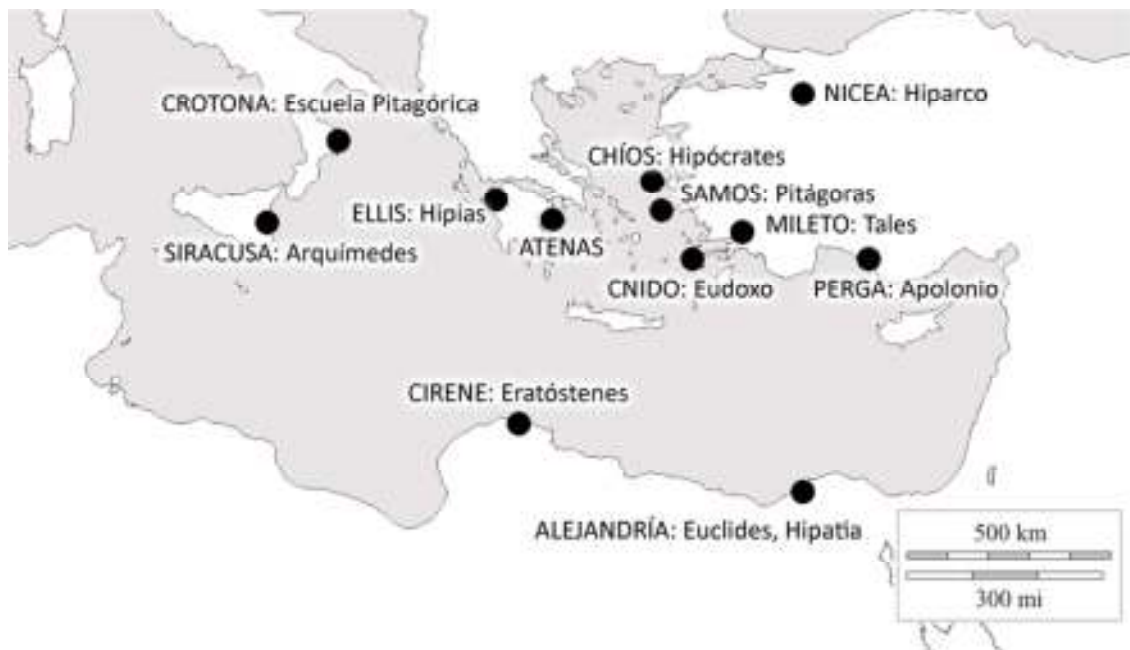 NICEA: Hiparco
CROTONA: Escuela Pitagórica
CHÍOS: Hipócrates
SAMOS: Pitágoras
ELLIS: Hipias
MILETO: Tales
ATENAS
SIRACUSA: Arquímedes
CNIDO: Eudoxo
PERGA: Apolonio
CIRENE: Eratóstenes
ALEJANDRÍA: Euclides, Hipatia
500 km
300 mi